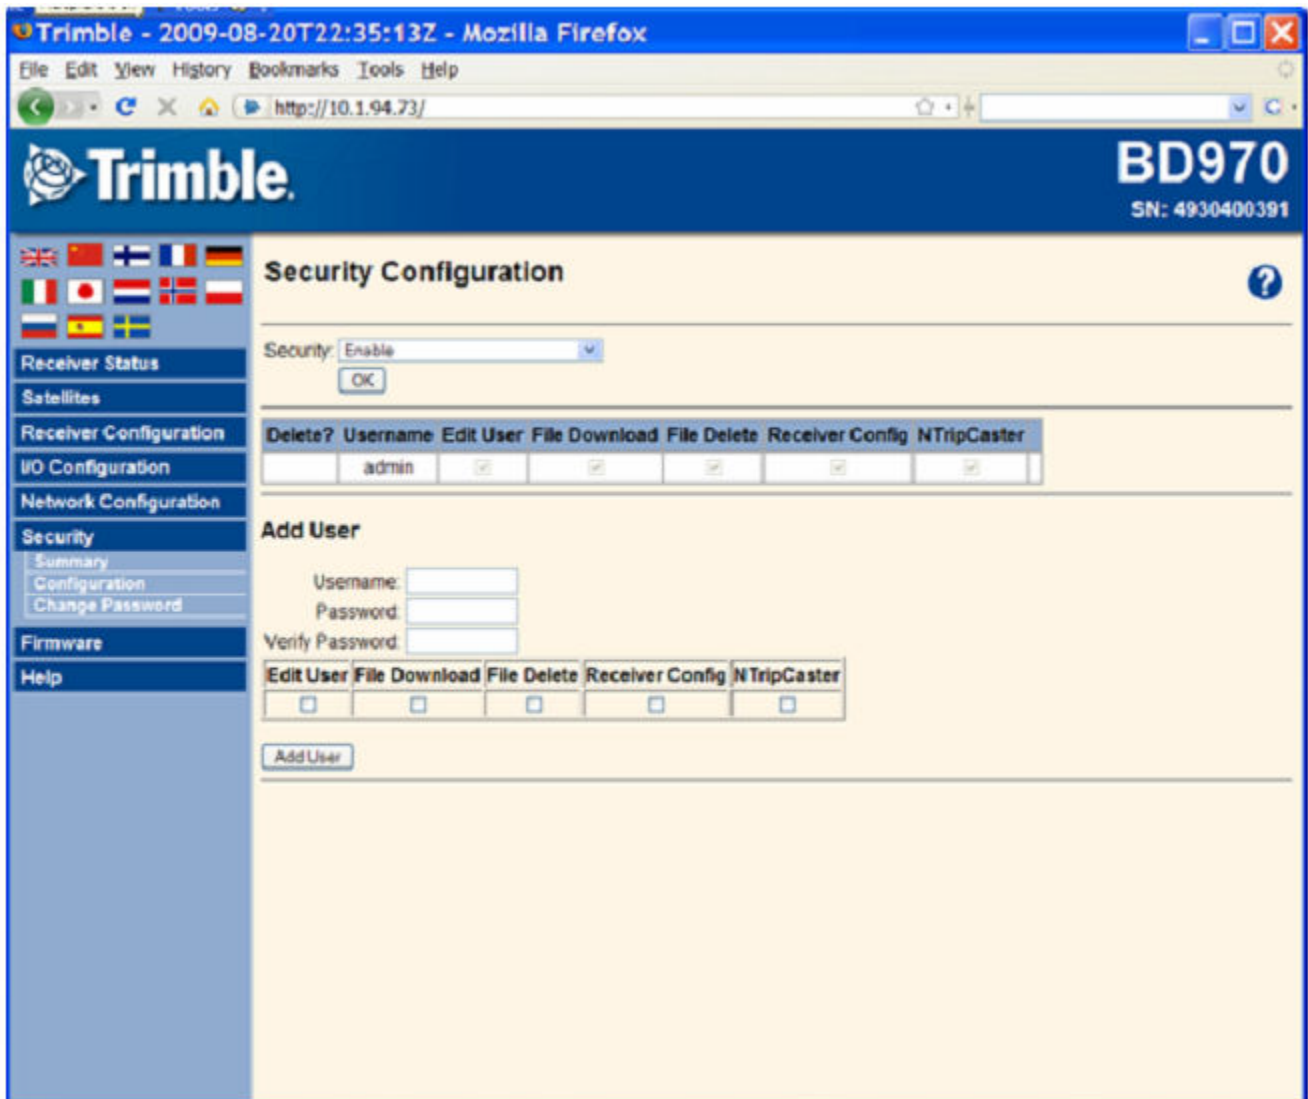 Trimble - 2009-08-20T22:35:13Z - Mozilla Firefox
File Edit View History Bookmarks Tools Help
http://10.1.94.73/
Trimble.
BD970
SN: 4930400391
Security Configuration
Security: Enable
OK
Receiver Status
Satellites
Receiver Configuration
I/O Configuration
Network Configuration
Security
Summary
Configuration
Change Password
Firmware
Help
Delete? Username Edit User File Download File Delete Receiver Config NTripCaster
admin
Add User
Username:
Password:
Verify Password:
Edit User File Download File Delete Receiver Config NTripCaster
Add User